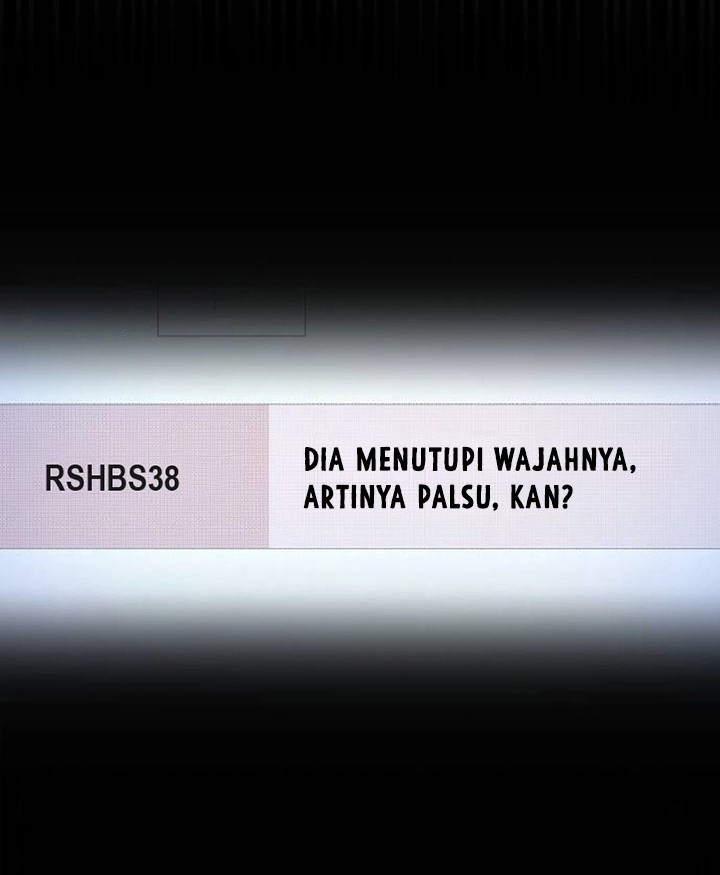 RSHBS38
DIA MENUTUPI WAJAHNYA,
ARTINYA PALSU, KAN?